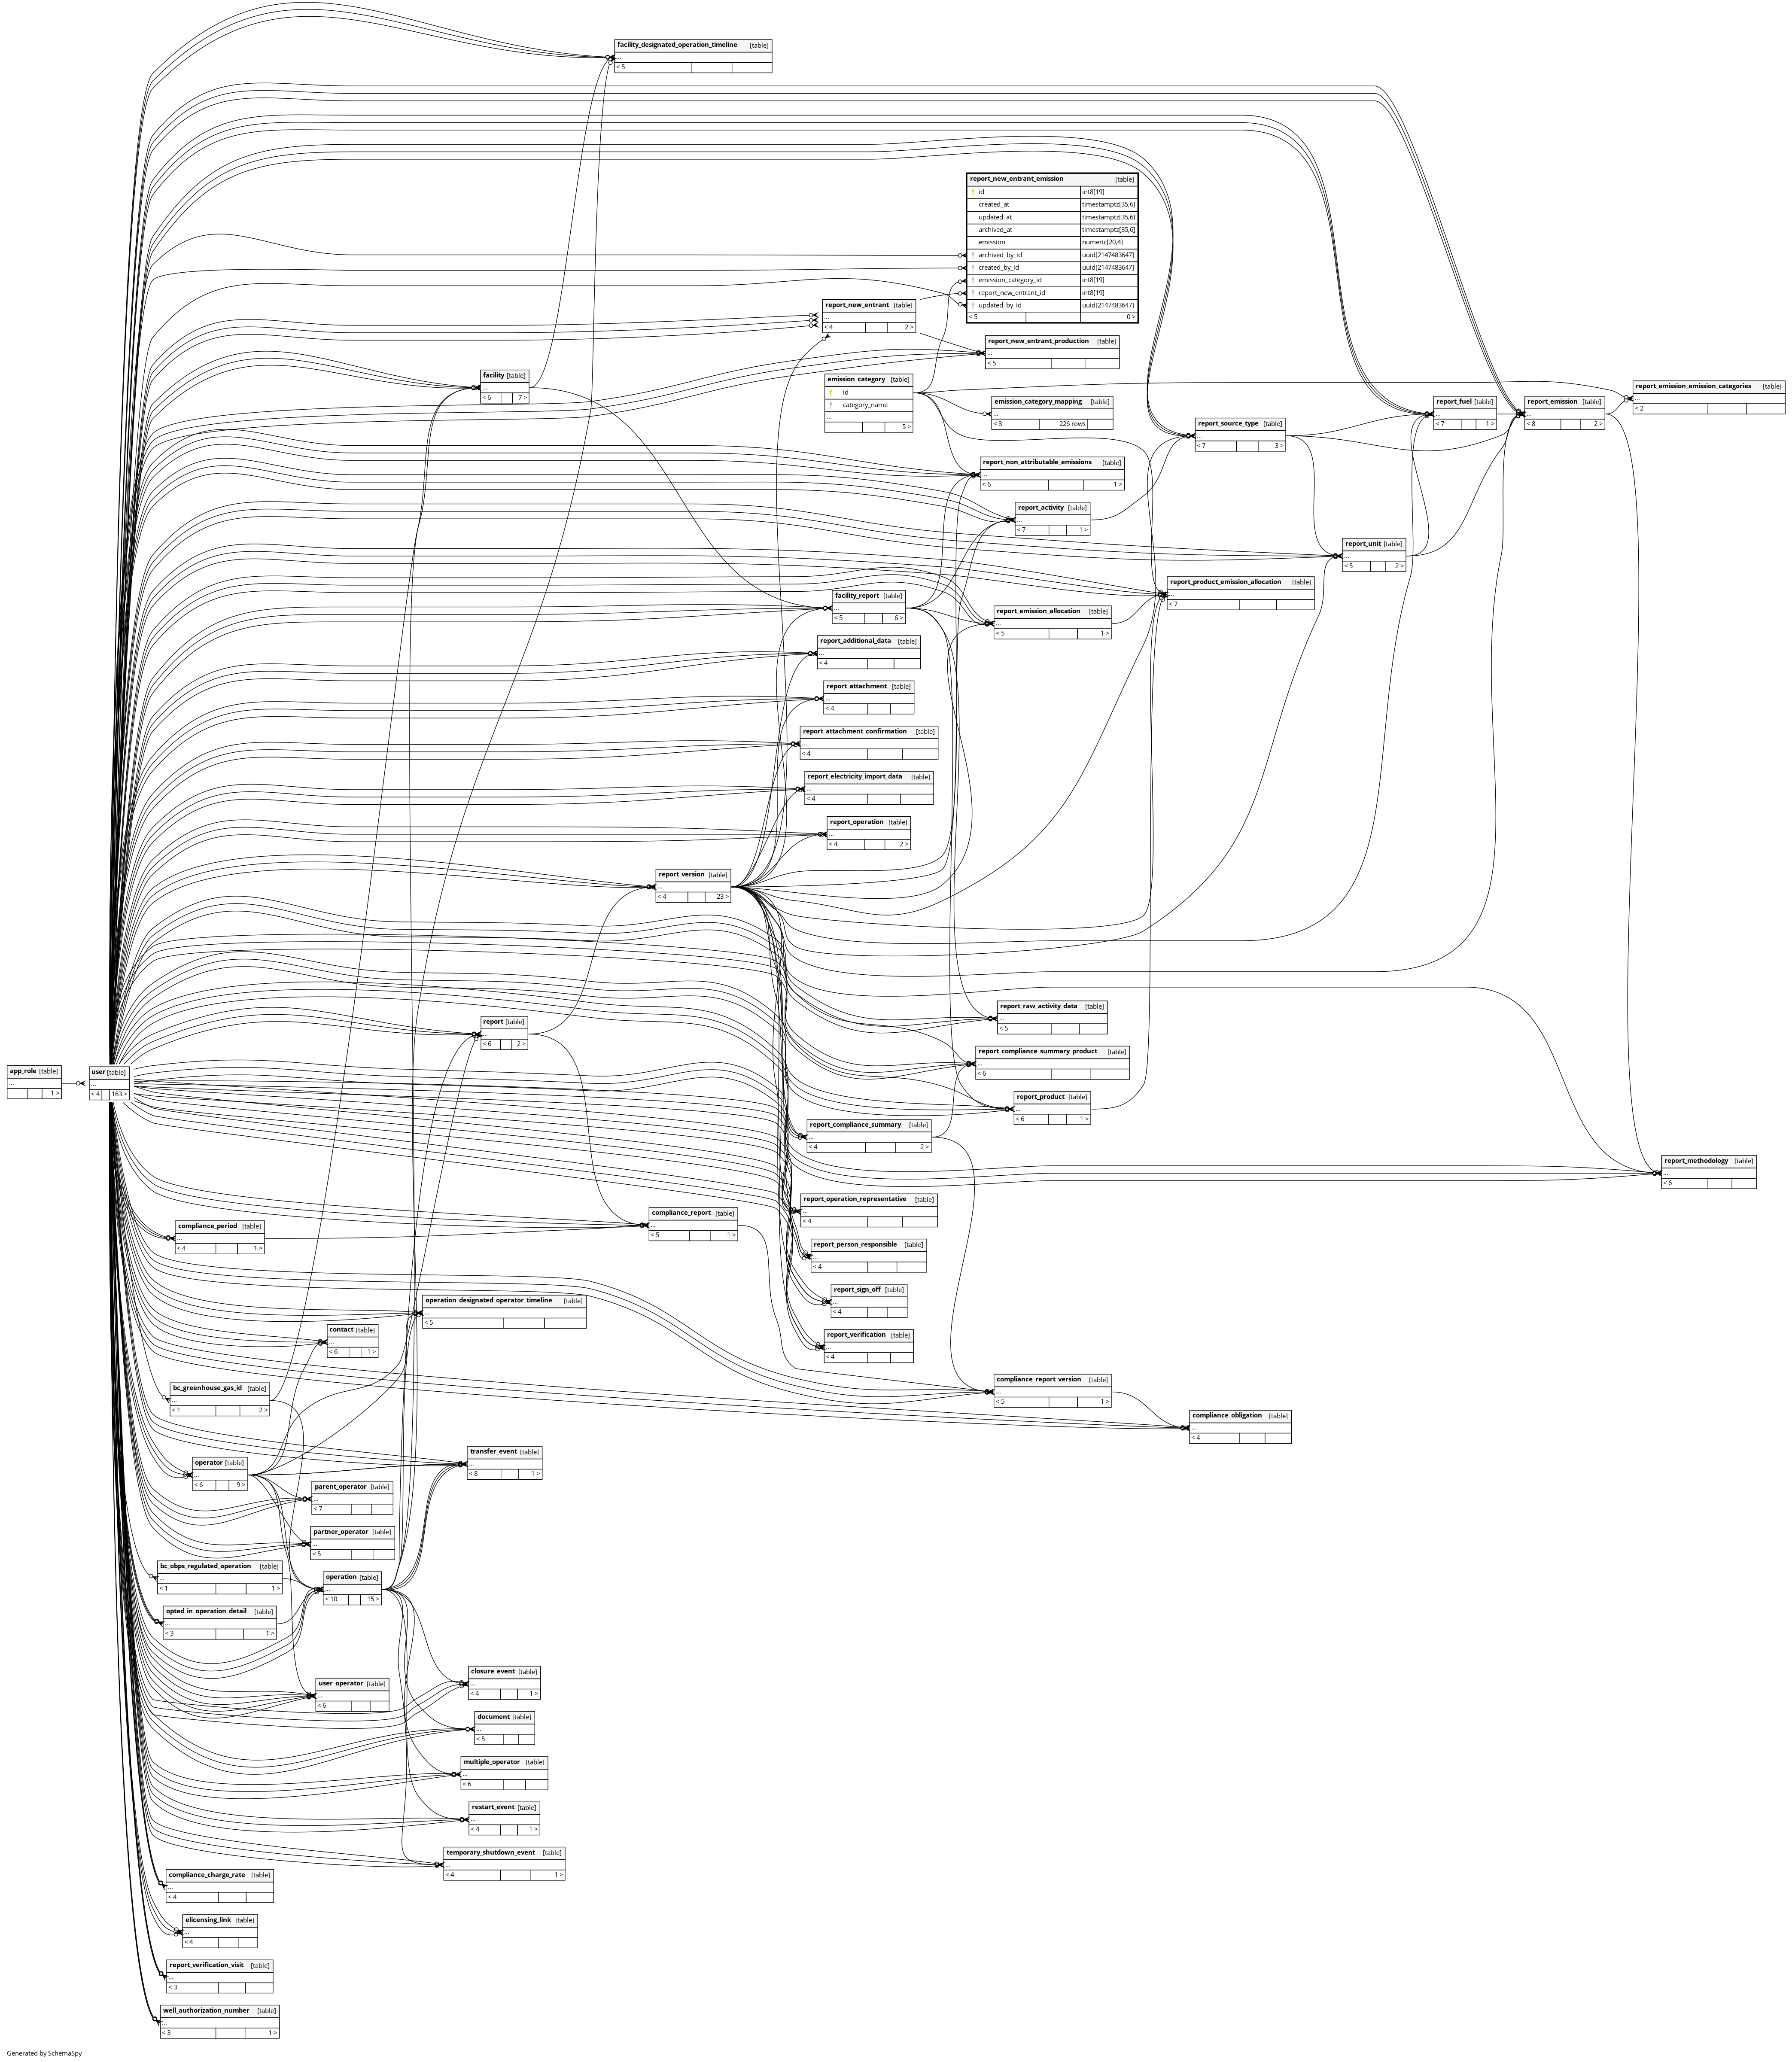 facility_designated_operation_timeline [table]
...
< 5
report_new_entrant_emission [table]
id int8[19]
created_at timestamptz[35,6]
updated_at timestamptz[35,6]
archived_at timestamptz[35,6]
emission numeric[20,4]
archived_by_id uuid[2147483647]
created_by_id uuid[2147483647]
emission_category_id int8[19]
report_new_entrant_id int8[19]
updated_by_id uuid[2147483647]
< 5 0 >
report_new_entrant [table]
...
< 4 2 >
report_new_entrant_production [table]
...
< 5
facility [table]
...
< 6 7 >
emission_category [table]
id
category_name
...
5 >
emission_category_mapping [table]
...
< 3 226 rows
report_emission_emission_categories [table]
...
< 2
report_fuel [table]
...
< 7 1 >
report_emission [table]
...
< 8 2 >
report_source_type [table]
...
< 7 3 >
report_non_attributable_emissions [table]
...
< 6 1 >
report_activity [table]
...
< 7 1 >
report_unit [table]
...
< 5 2 >
report_product_emission_allocation [table]
...
< 7
facility_report [table]
...
< 5 6 >
report_emission_allocation [table]
...
< 5 1 >
report_additional_data [table]
...
< 4
report_attachment [table]
...
< 4
report_attachment_confirmation [table]
...
< 4
report_electricity_import_data [table]
...
< 4
report_operation [table]
...
< 4 2 >
report_version [table]
...
< 4 23 >
report_raw_activity_data [table]
...
< 5
report [table]
...
< 6 2 >
report_compliance_summary_product [table]
...
< 6
app_role [table]
...
1 >
user [table]
...
< 4 163 >
report_product [table]
...
< 6 1 >
report_compliance_summary [table]
...
< 4 2 >
report_methodology [table]
...
< 6
report_operation_representative [table]
...
< 4
compliance_report [table]
...
< 5 1 >
compliance_period [table]
...
< 4 1 >
report_person_responsible [table]
...
< 4
report_sign_off [table]
...
< 4
operation_designated_operator_timeline [table]
...
< 5
contact [table]
...
< 6 1 >
report_verification [table]
...
< 4
compliance_report_version [table]
...
< 5 1 >
bc_greenhouse_gas_id [table]
...
< 1 2 >
compliance_obligation [table]
...
< 4
transfer_event [table]
...
< 8 1 >
operator [table]
...
< 6 9 >
parent_operator [table]
...
< 7
partner_operator [table]
...
< 5
bc_obps_regulated_operation [table]
...
< 1 1 >
operation [table]
...
< 10 15 >
opted_in_operation_detail [table]
...
< 3 1 >
closure_event [table]
...
< 4 1 >
user_operator [table]
...
< 6
document [table]
...
< 5
multiple_operator [table]
...
< 6
restart_event [table]
...
< 4 1 >
temporary_shutdown_event [table]
...
< 4 1 >
compliance_charge_rate [table]
...
< 4
elicensing_link [table]
...
< 4
report_verification_visit [table]
...
< 3
well_authorization_number [table]
...
< 3 1 >
Generated by SchemaSpy